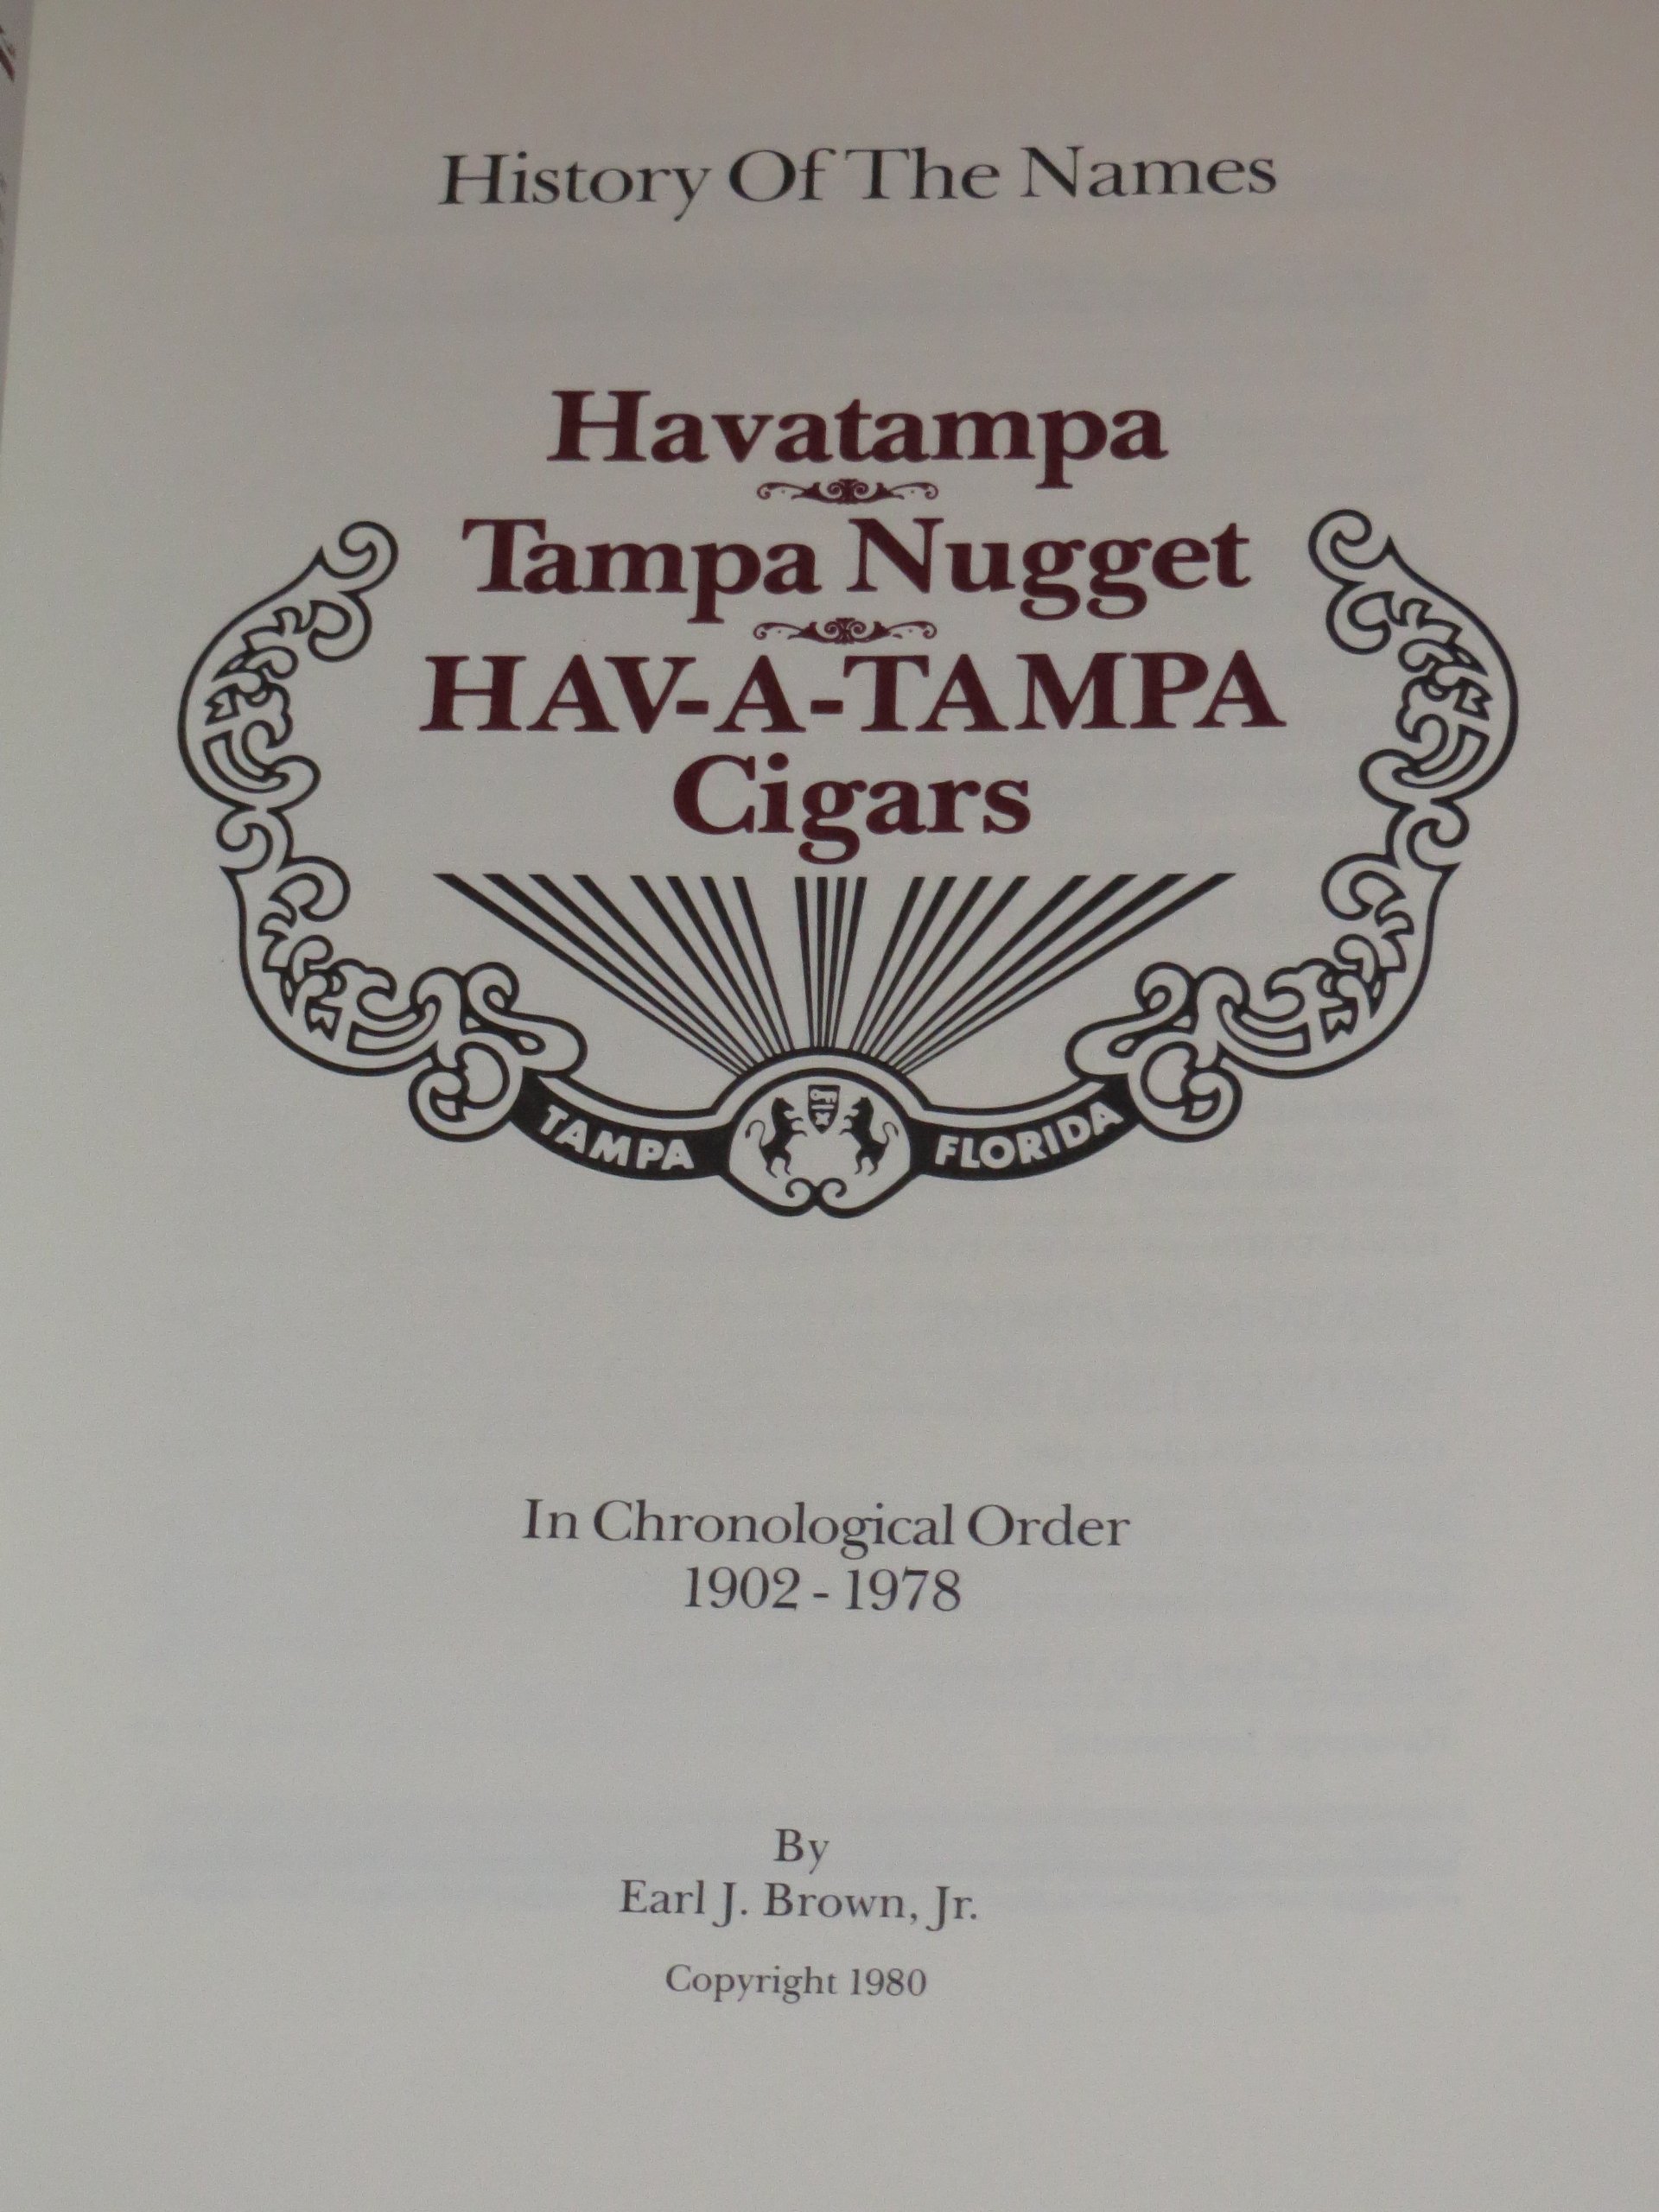 History Of The Names
Havatampa
Tampa Nugget
HAV-A-TAMPA
Cigars
TAMPA FLORIDA
In Chronological Order
1902 - 1978
By
Earl J. Brown, Jr.
Copyright 1980